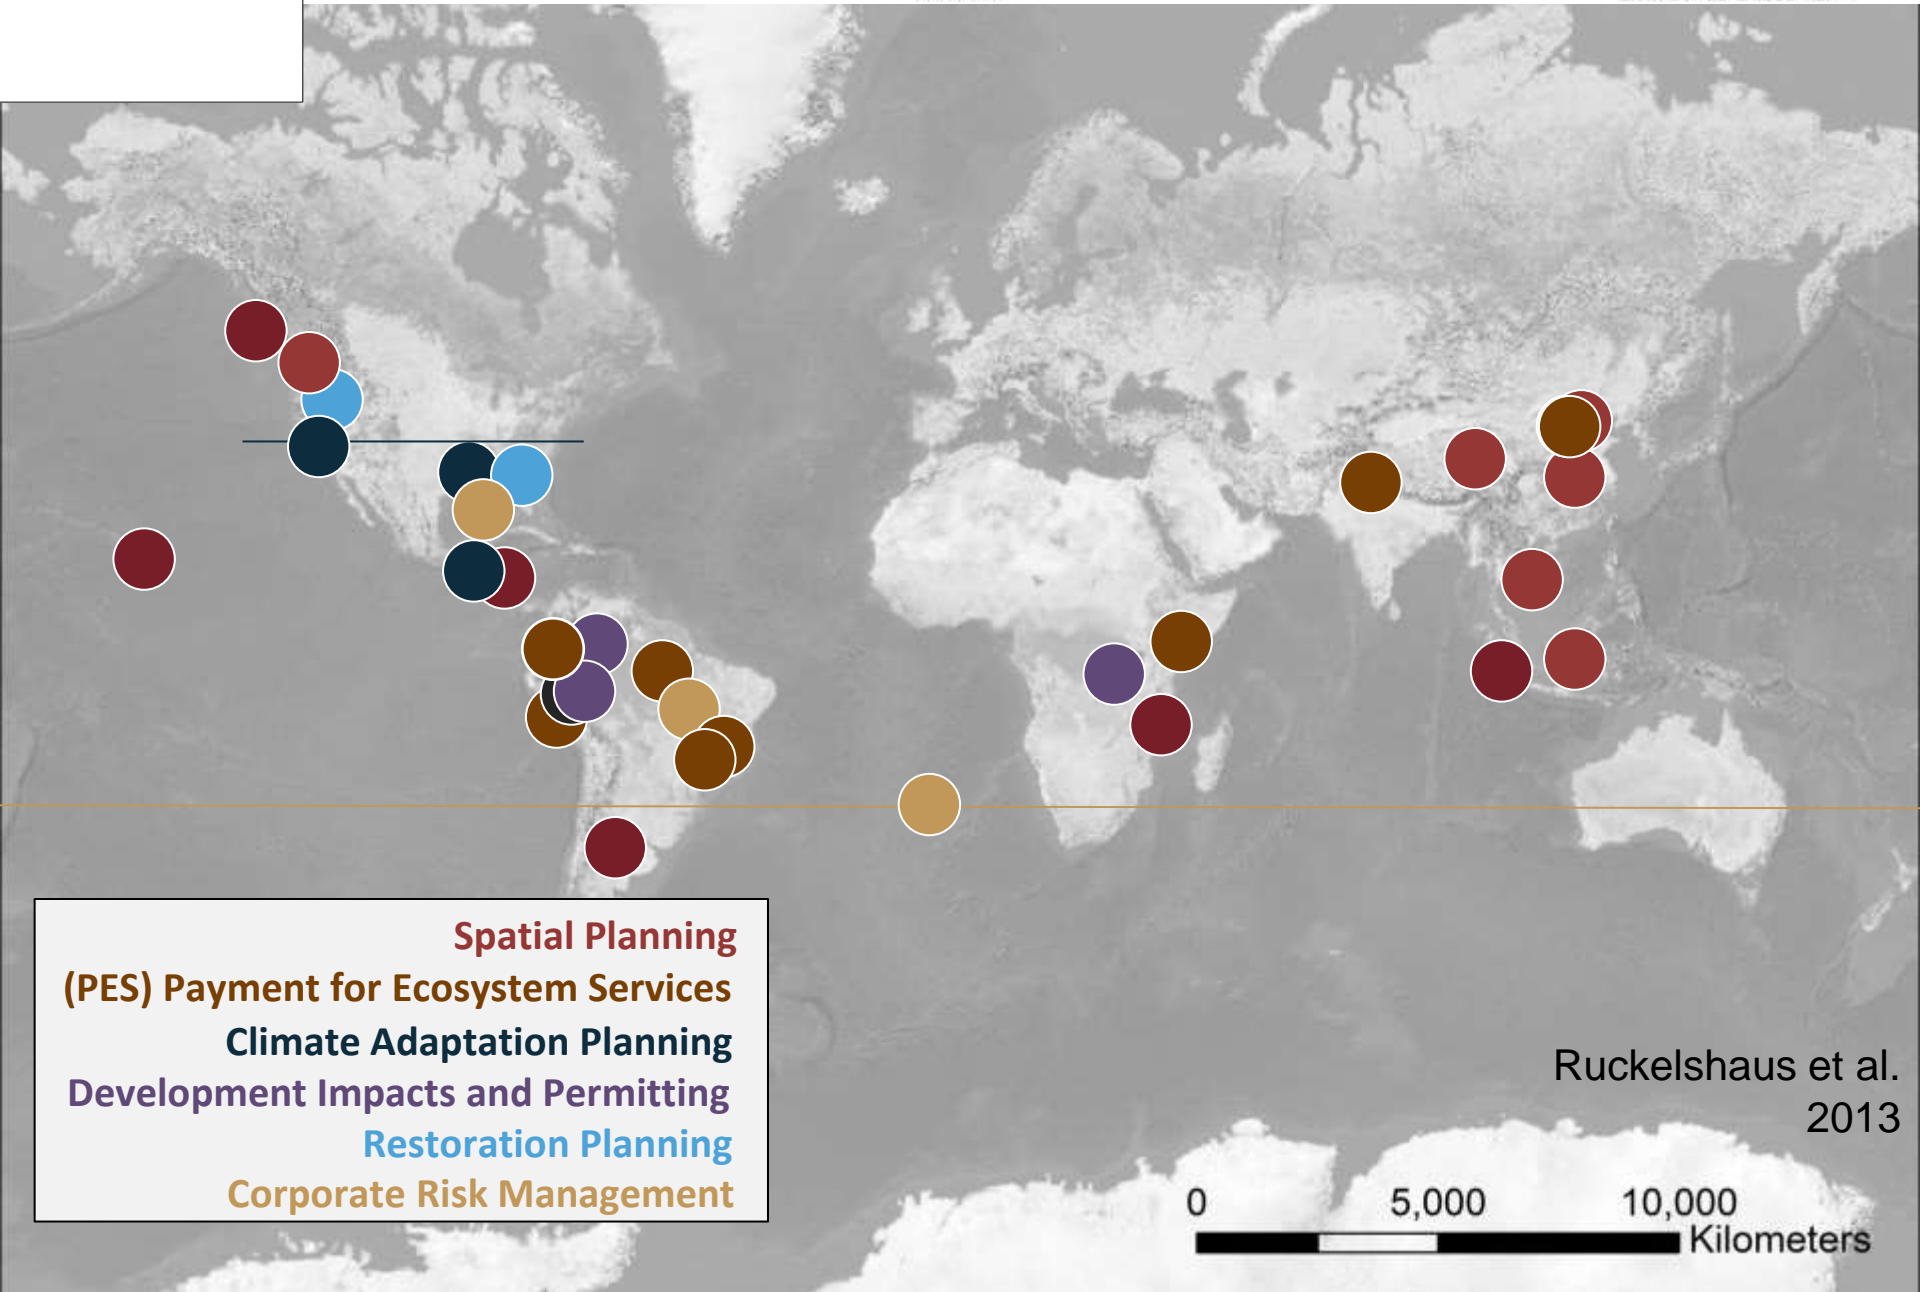 Spatial Planning
(PES) Payment for Ecosystem Services
Climate Adaptation Planning
Development Impacts and Permitting
Restoration Planning
Corporate Risk Management
Ruckelshaus et al.
2013
0 5,000 10,000
Kilometers